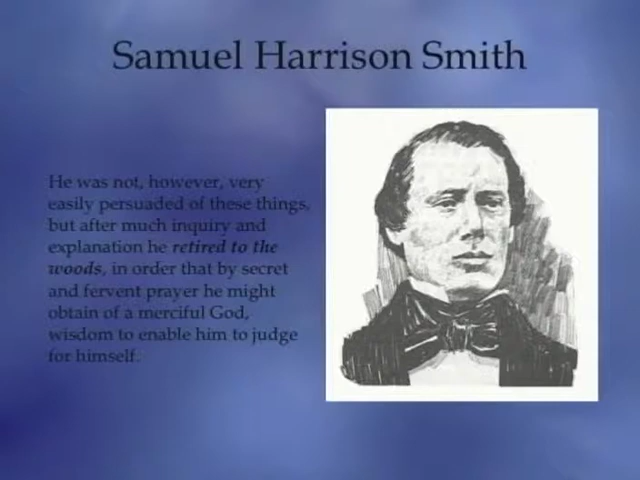 Samuel Harrison Smith
He was not, however, very
easily persuaded of these things,
but after much inquiry and
explanation he retired to the
woods, in order that by secret
and fervent prayer he might
obtain of a merciful God,
wisdom to enable him to judge
for himself.